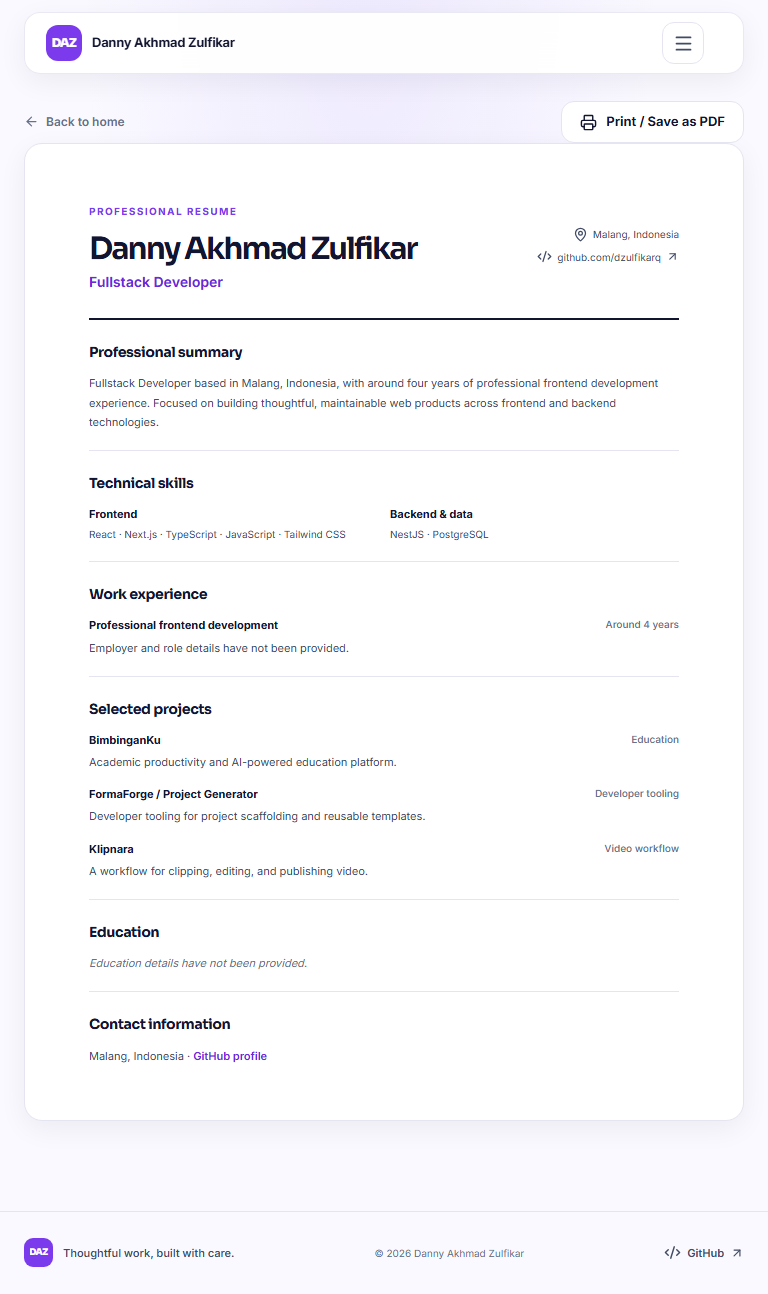 DAZ Danny Akhmad Zulfikar
Back to home
Print / Save as PDF
PROFESSIONAL RESUME
Danny Akhmad Zulfikar
Fullstack Developer
Malang, Indonesia
github.com/dzulfikarq
Professional summary
Fullstack Developer based in Malang, Indonesia, with around four years of professional frontend development
experience. Focused on building thoughtful, maintainable web products across frontend and backend
technologies.
Technical skills
Frontend
React · Next.js · TypeScript · JavaScript · Tailwind CSS
Backend & data
NestJS · PostgreSQL
Work experience
Professional frontend development
Around 4 years
Employer and role details have not been provided.
Selected projects
BimbinganKu
Education
Academic productivity and AI-powered education platform.
FormaForge / Project Generator
Developer tooling
Developer tooling for project scaffolding and reusable templates.
Klipnara
Video workflow
A workflow for clipping, editing, and publishing video.
Education
Education details have not been provided.
Contact information
Malang, Indonesia · GitHub profile
DAZ Thoughtful work, built with care.
© 2026 Danny Akhmad Zulfikar
GitHub